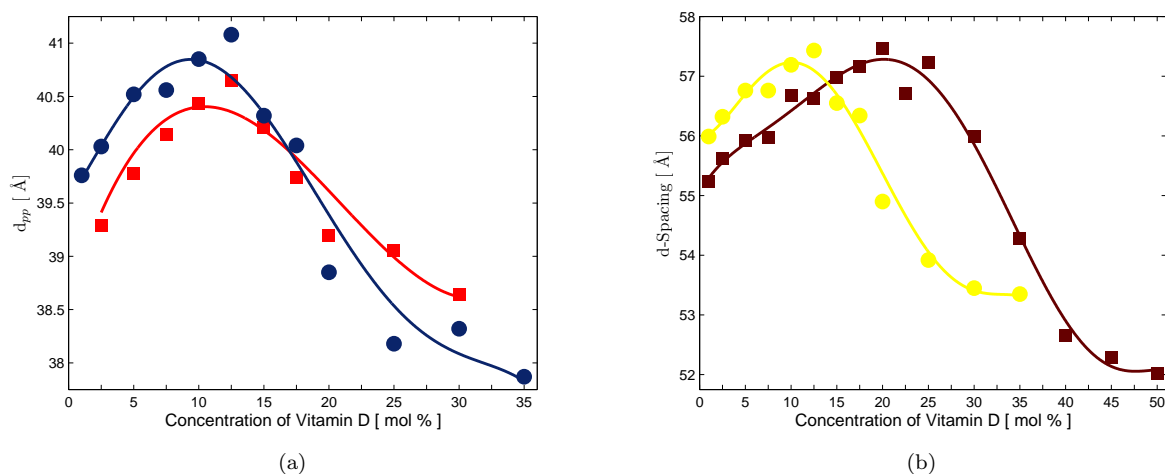 41
40.5
40
39.5
39
38.5
38
d_pp [ Å]
0 5 10 15 20 25 30 35
Concentration of Vitamin D [ mol % ]
(a)
58
57
56
55
54
53
52
d-Spacing [ Å]
0 5 10 15 20 25 30 35 40 45 50
Concentration of Vitamin D [ mol % ]
(b)